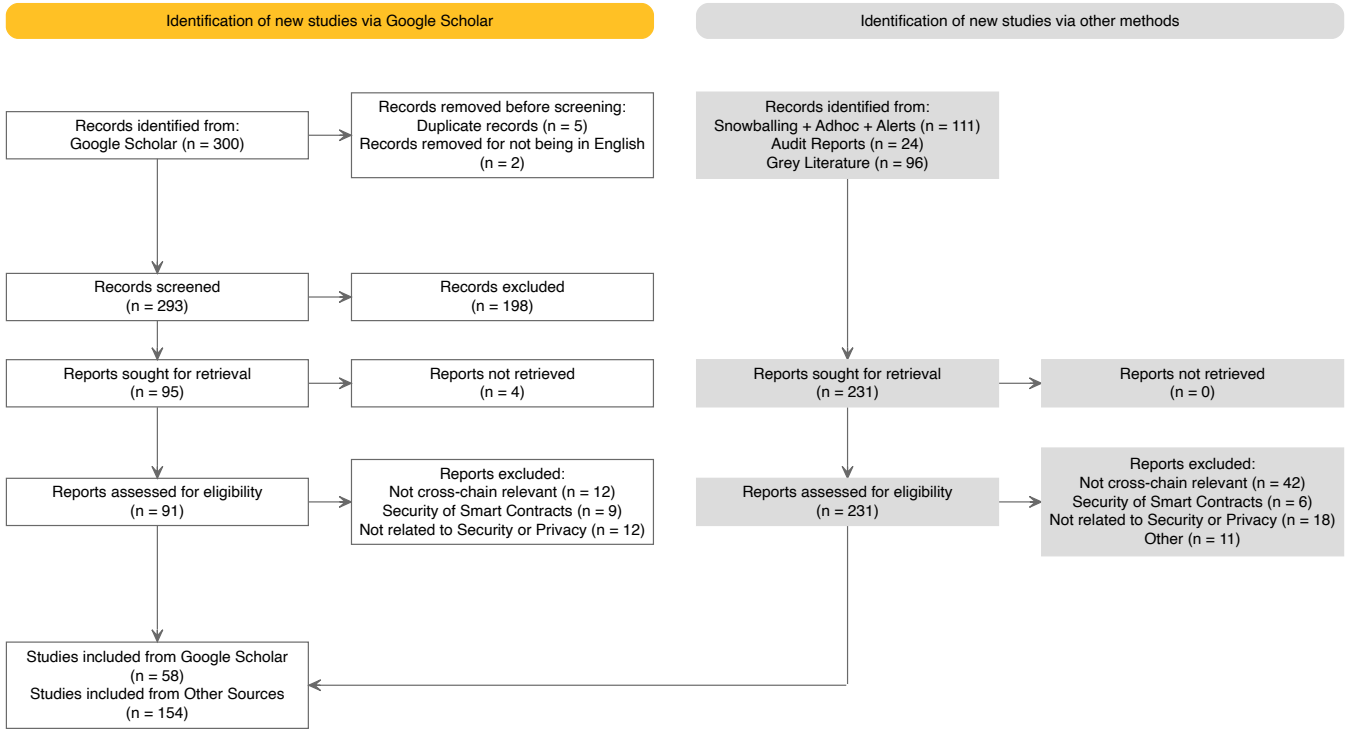 Identification of new studies via Google Scholar
Identification of new studies via other methods
Records identified from:
Google Scholar (n = 300)
Records removed before screening:
Duplicate records (n = 5)
Records removed for not being in English
(n = 2)
Records identified from:
Snowballing + Adhoc + Alerts (n = 111)
Audit Reports (n = 24)
Grey Literature (n = 96)
Records screened
(n = 293)
Records excluded
(n = 198)
Reports sought for retrieval
(n = 95)
Reports not retrieved
(n = 4)
Reports sought for retrieval
(n = 231)
Reports not retrieved
(n = 0)
Reports assessed for eligibility
(n = 91)
Reports excluded:
Not cross-chain relevant (n = 12)
Security of Smart Contracts (n = 9)
Not related to Security or Privacy (n = 12)
Reports assessed for eligibility
(n = 231)
Reports excluded:
Not cross-chain relevant (n = 42)
Security of Smart Contracts (n = 6)
Not related to Security or Privacy (n = 18)
Other (n = 11)
Studies included from Google Scholar
(n = 58)
Studies included from Other Sources
(n = 154)